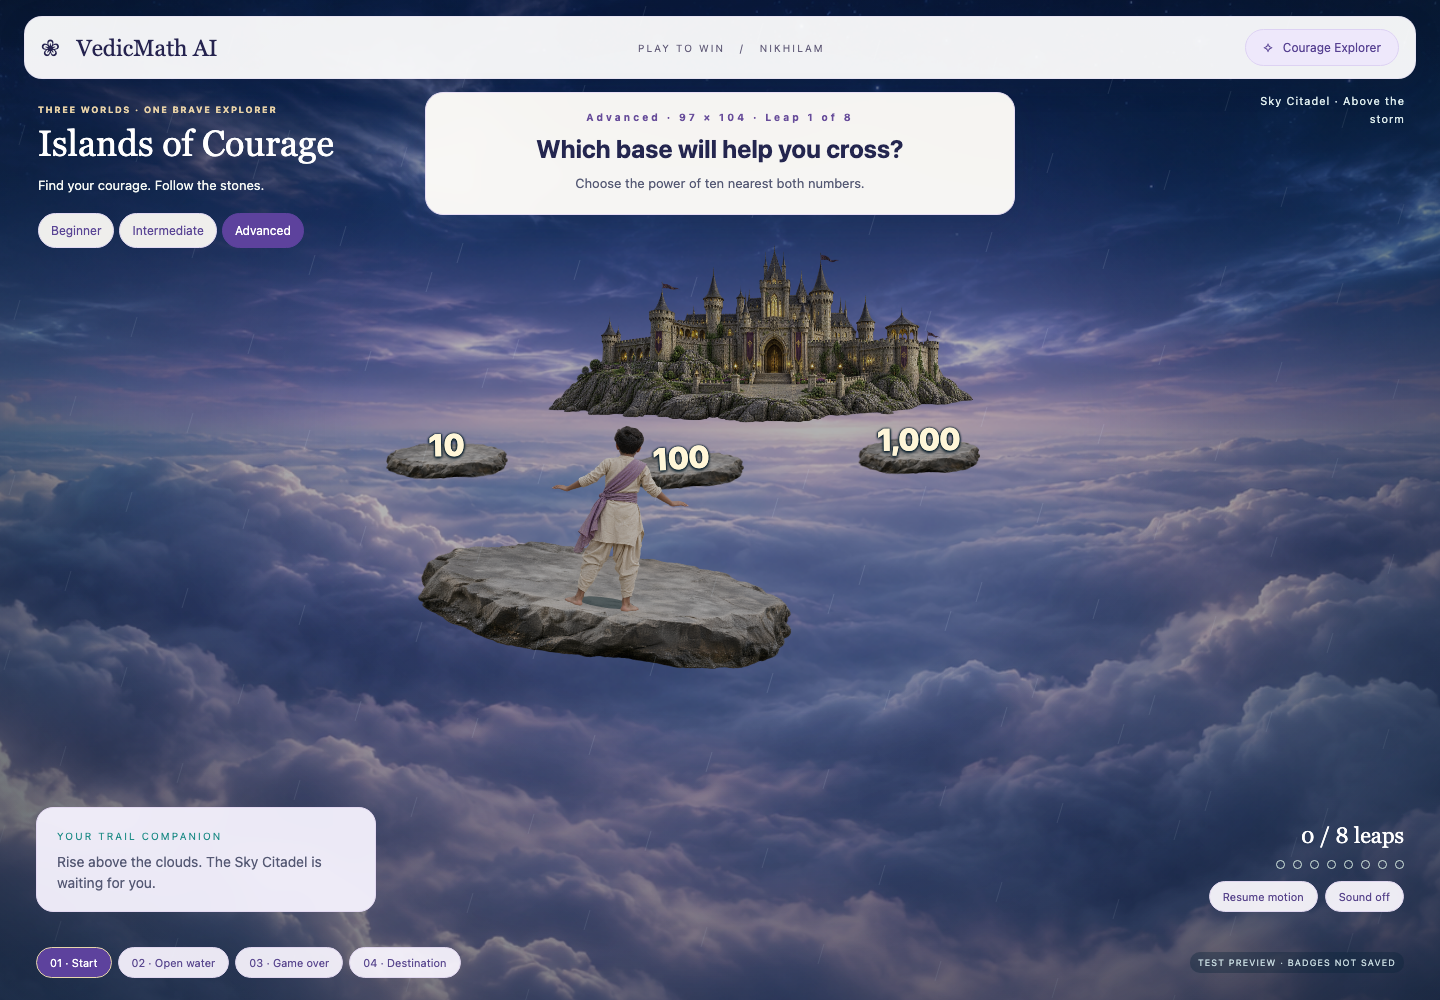 VedicMath AI
PLAY TO WIN / NIKHILAM
Courage Explorer
THREE WORLDS · ONE BRAVE EXPLORER
Islands of Courage
Find your courage. Follow the stones.
Beginner
Intermediate
Advanced
Advanced · 97 × 104 · Leap 1 of 8
Which base will help you cross?
Choose the power of ten nearest both numbers.
Sky Citadel · Above the
storm
10
100
1,000
YOUR TRAIL COMPANION
Rise above the clouds. The Sky Citadel is
waiting for you.
0 / 8 leaps
Resume motion
Sound off
01 · Start
02 · Open water
03 · Game over
04 · Destination
TEST PREVIEW · BADGES NOT SAVED